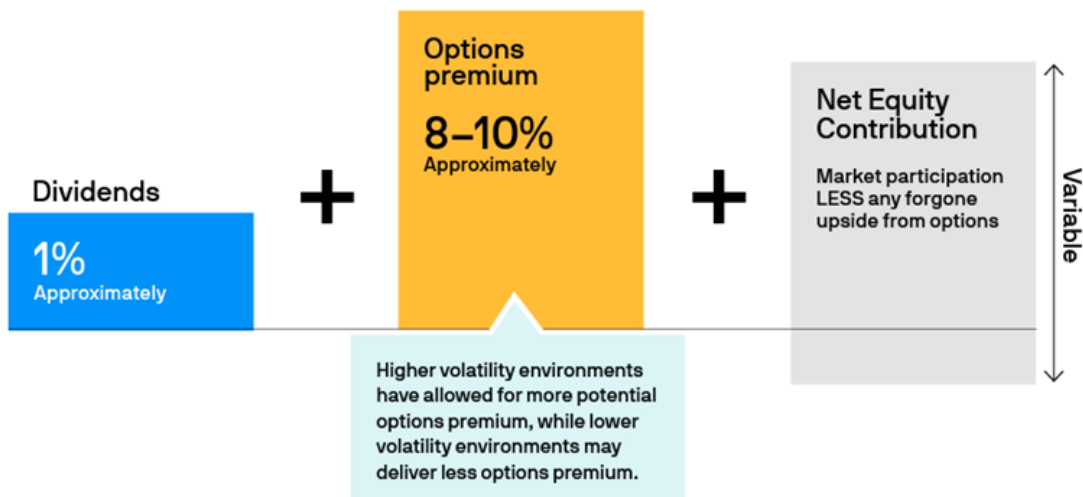 Dividends
1%
Approximately
+
Options
premium
8–10%
Approximately
Higher volatility environments
have allowed for more potential
options premium, while lower
volatility environments may
deliver less options premium.
+
Net Equity
Contribution
Market participation
LESS any forgone
upside from options
Variable